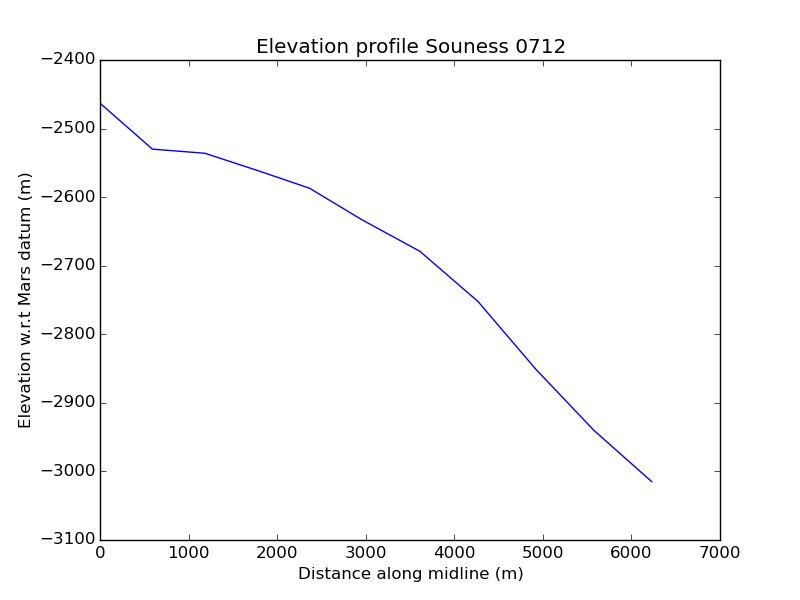 Elevation profile Souness 0712
Elevation w.r.t Mars datum (m)
−2400
−2500
−2600
−2700
−2800
−2900
−3000
−3100
0 1000 2000 3000 4000 5000 6000 7000
Distance along midline (m)